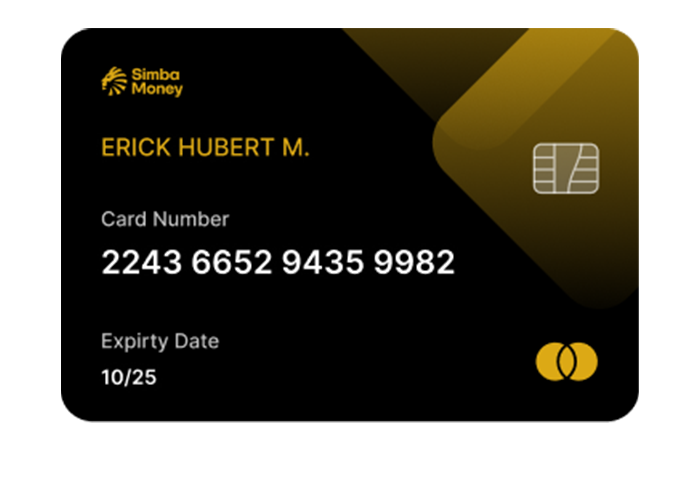 Simba
Money
ERICK HUBERT M.
Card Number
2243 6652 9435 9982
Expirty Date
10/25